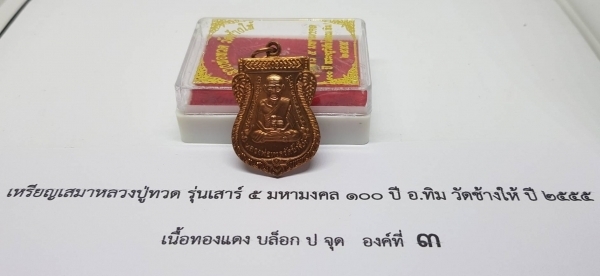 เหรียญเสมาหลวงปู่ทวด รุ่นเสาร์ ๕ มหามงคล ๑๐๐ ปี อ.ทิม วัดช้างให้ ปี ๒๕๕๕
เนื้อทองแดง บล็อก ป จุด องค์ที่ ๓